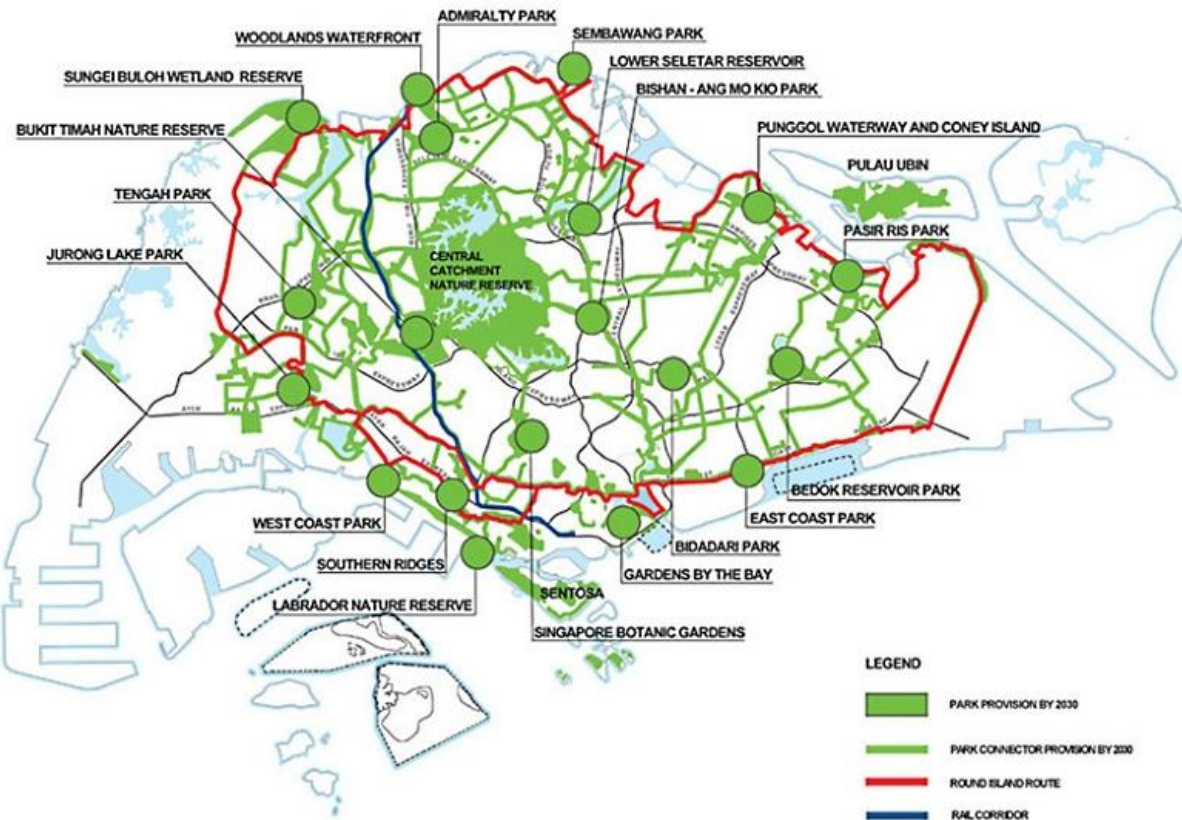 ADMIRALTY PARK
WOODLANDS WATERFRONT
SEMBAWANG PARK
LOWER SELETAR RESERVOIR
SUNGEI BULOH WETLAND RESERVE
BISHAN - ANG MO KIO PARK
BUKIT TIMAH NATURE RESERVE
PUNGGOL WATERWAY AND CONEY ISLAND
PULAU UBIN
TENGAH PARK
PASIR RIS PARK
JURONG LAKE PARK
CENTRAL
CATCHMENT
NATURE RESERVE
BEDOK RESERVOIR PARK
WEST COAST PARK
EAST COAST PARK
BIDADARI PARK
SOUTHERN RIDGES
GARDENS BY THE BAY
SENTOSA
LABRADOR NATURE RESERVE
SINGAPORE BOTANIC GARDENS
LEGEND
PARK PROVISION BY 2030
PARK CONNECTOR PROVISION BY 2030
ROUND ISLAND ROUTE
RAIL CORRIDOR